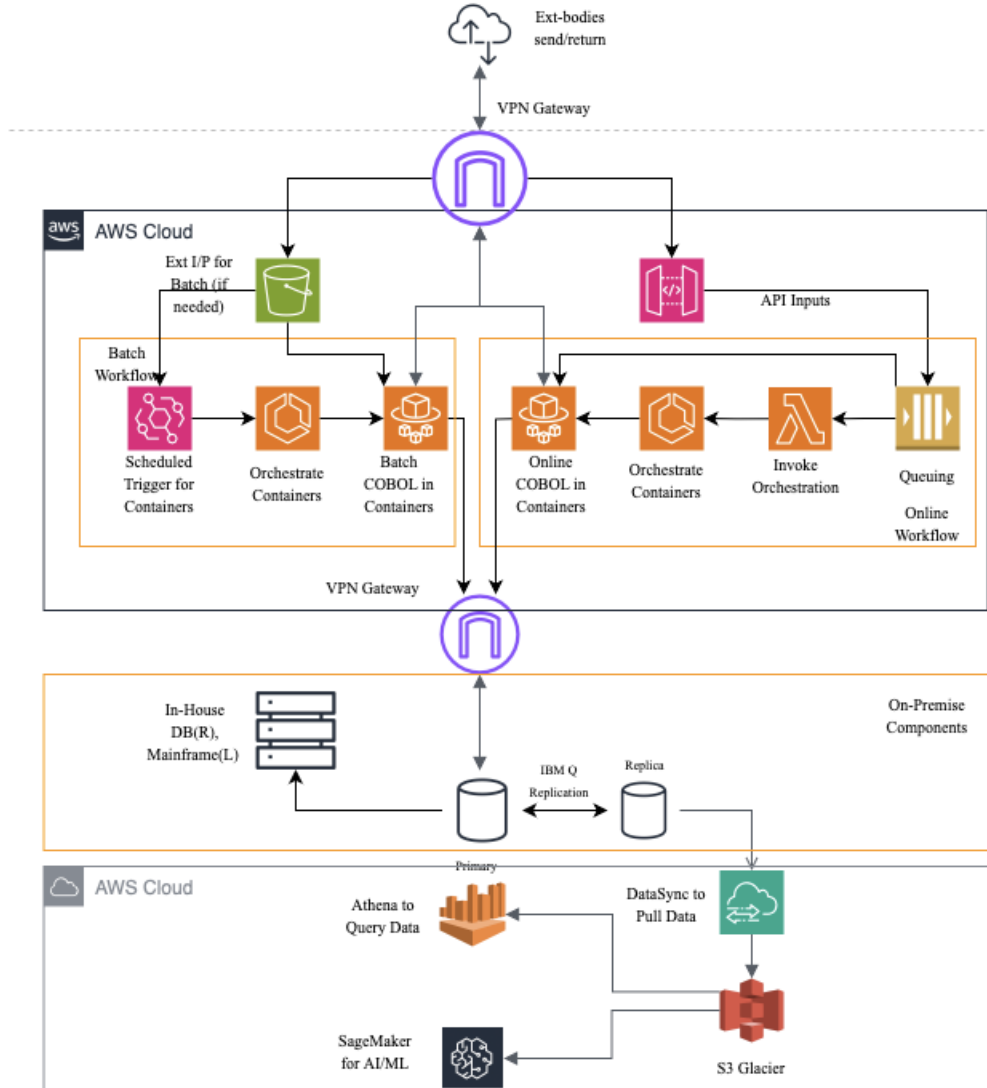 Ext-bodies
send/return
VPN Gateway
aws
AWS Cloud
Ext I/P for
Batch (if
needed)
API Inputs
Batch
Workflow
Scheduled
Trigger for
Containers
Orchestrate
Containers
Batch
COBOL in
Containers
Online
COBOL in
Containers
Orchestrate
Containers
Invoke
Orchestration
Queuing
Online
Workflow
VPN Gateway
In-House
DB(R),
Mainframe(L)
On-Premise
Components
IBM Q
Replication
Replica
Primary
AWS Cloud
Athena to
Query Data
DataSync to
Pull Data
SageMaker
for AI/ML
S3 Glacier